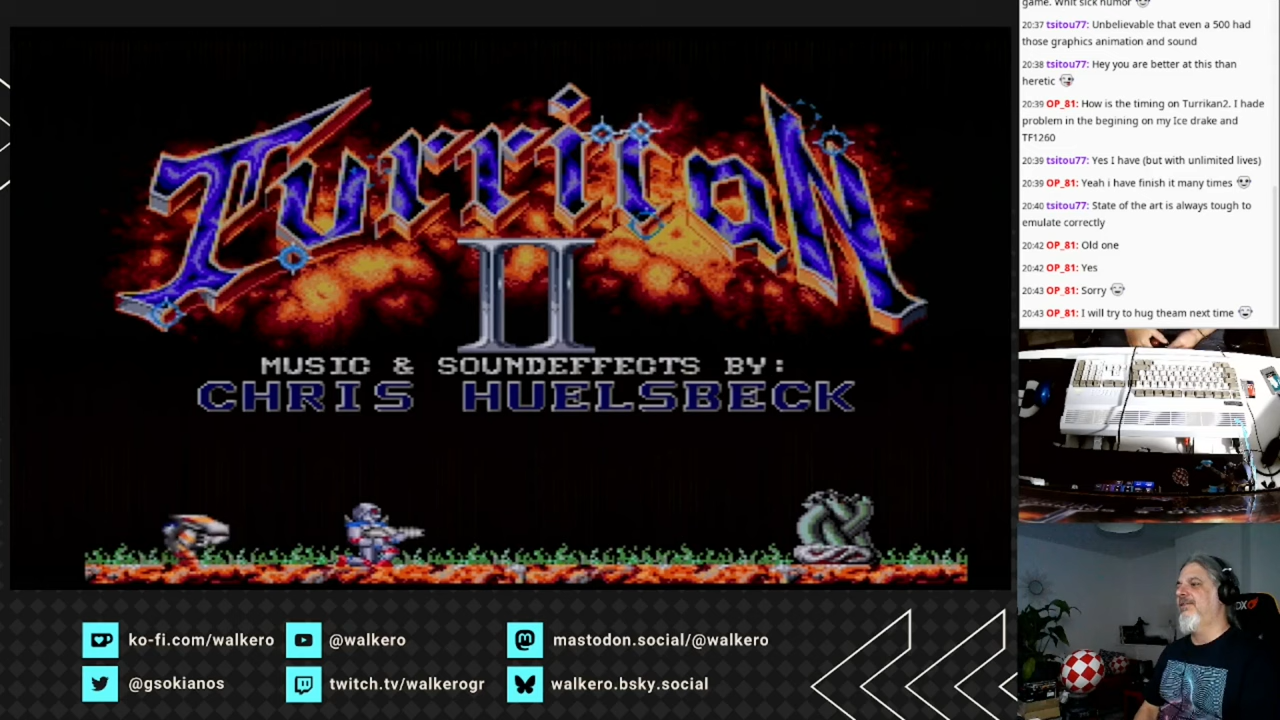 Turrican
II
MUSIC & SOUNDEFFECTS BY:
CHRIS HUELSBECK
game. Whit sick humor
20:37 tsitou77: Unbelievable that even a 500 had
those graphics animation and sound
20:38 tsitou77: Hey you are better at this than
heretic
20:39 OP_81: How is the timing on Turrikan2. I hade
problem in the begining on my Ice drake and
TF1260
20:39 tsitou77: Yes I have (but with unlimited lives)
20:39 OP_81: Yeah i have finish it many times
20:40 tsitou77: State of the art is always tough to
emulate correctly
20:42 OP_81: Old one
20:42 OP_81: Yes
20:43 OP_81: Sorry
20:43 OP_81: I will try to hug theam next time
ko-fi.com/walkero
@walkero
mastodon.social/@walkero
@gsokianos
twitch.tv/walkerogr
walkero.bsky.social